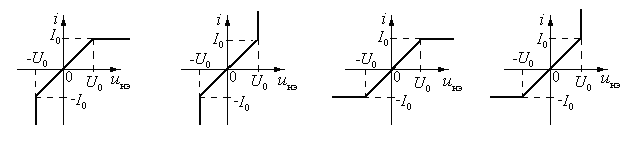 i i i i
I₀ I₀ I₀ I₀
-U₀ -U₀ -U₀ -U₀
0 U₀ uнэ 0 U₀ uнэ 0 U₀ uнэ 0 U₀ uнэ
-I₀ -I₀ -I₀ -I₀